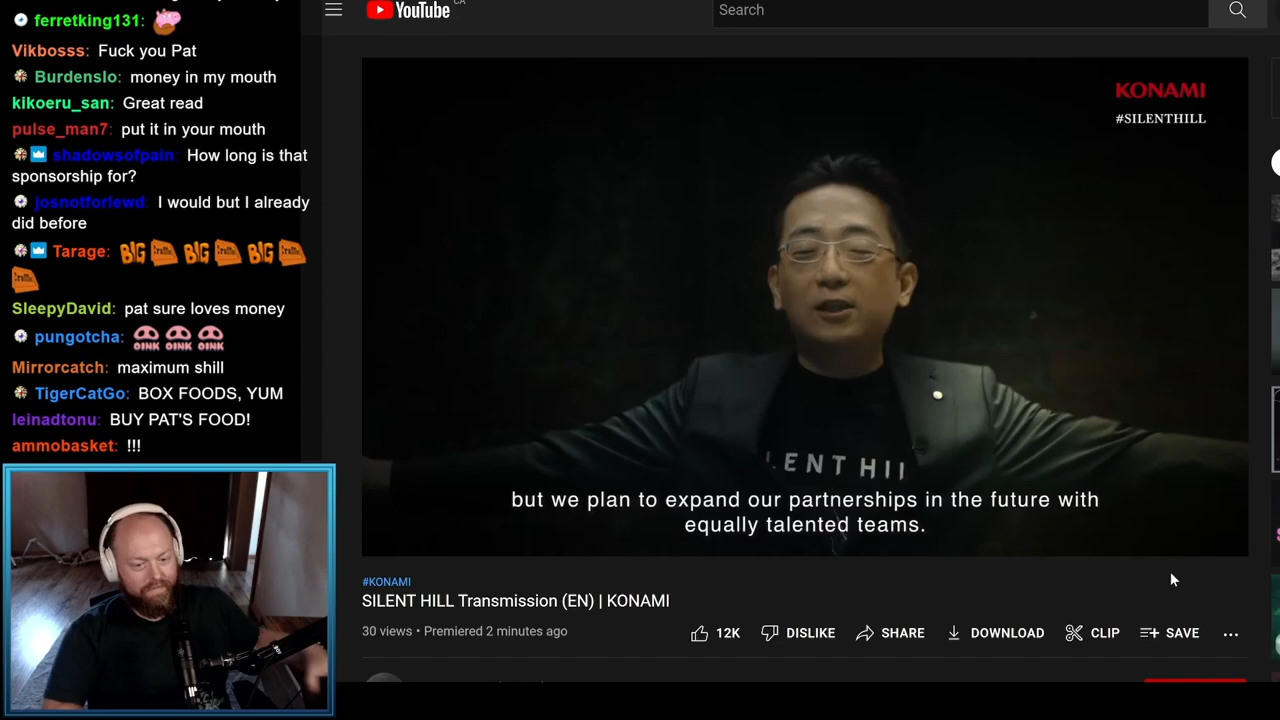 ferretking131:
Vikbosss: Fuck you Pat
Burdenslo: money in my mouth
kikoeru_san: Great read
pulse_man7: put it in your mouth
shadowsofpain: How long is that
sponsorship for?
josnotforlewd: I would but I already
did before
Tarage: BIG BIG BIG
SleepyDavid: pat sure loves money
pungotcha: OINK OINK OINK
Mirrorcatch: maximum shill
TigerCatGo: BOX FOODS, YUM
leinadtonu: BUY PAT'S FOOD!
ammobasket: !!!
YouTube CA
Search
KONAMI
#SILENTHILL
LENT HIL
but we plan to expand our partnerships in the future with
equally talented teams.
#KONAMI
SILENT HILL Transmission (EN) | KONAMI
30 views • Premiered 2 minutes ago
12K DISLIKE SHARE DOWNLOAD CLIP SAVE